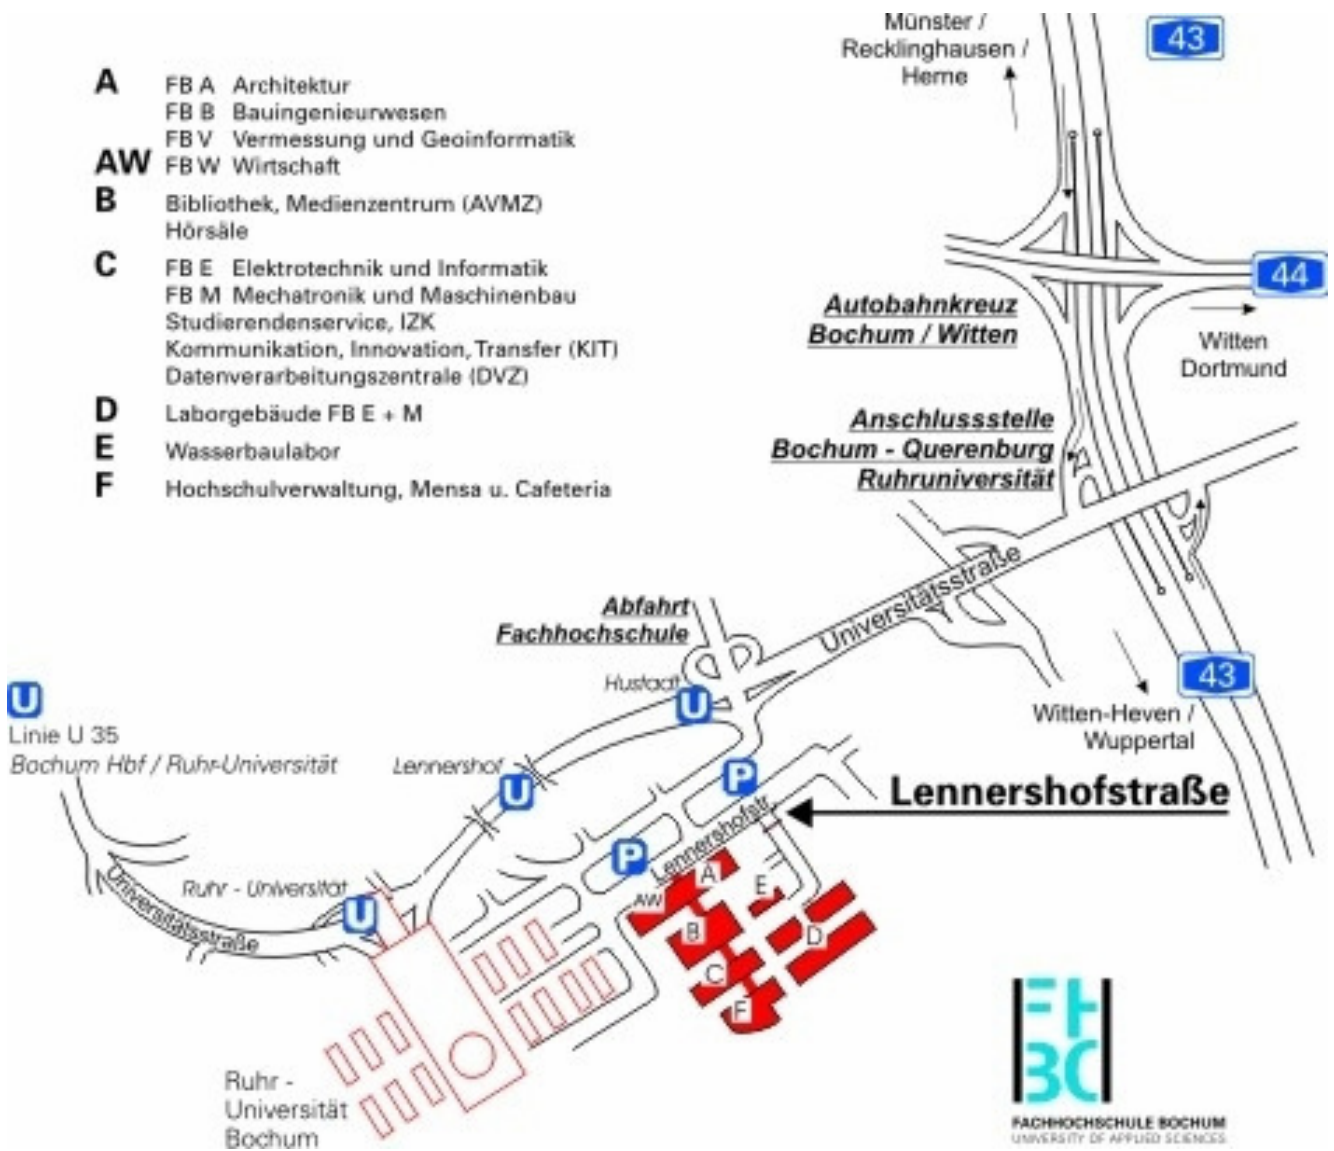 Münster /
Recklinghausen /
Herne
43
A FB A Architektur
FB B Bauingenieurwesen
FB V Vermessung und Geoinformatik
AW FB W Wirtschaft
B Bibliothek, Medienzentrum (AVMZ)
Hörsäle
C FB E Elektrotechnik und Informatik
FB M Mechatronik und Maschinenbau
Studierendenservice, IZK
Kommunikation, Innovation, Transfer (KIT)
Datenverarbeitungszentrale (DVZ)
D Laborgebäude FB E + M
E Wasserbaulabor
F Hochschulverwaltung, Mensa u. Cafeteria
44
Autobahnkreuz
Bochum / Witten
Witten
Dortmund
Anschlussstelle
Bochum - Querenburg
Ruhruniversität
Universitätsstraße
Abfahrt
Fachhochschule
Hustadt
U
43
Witten-Heven /
Wuppertal
U
Linie U 35
Bochum Hbf / Ruhr-Universität
Lennershof
U
P
Lennershofstraße
P
Lennershofstr.
Universitätsstraße
Ruhr - Universität
U
A
AW
E
B
D
C
F
Ruhr -
Universität
Bochum
FH
BO
FACHHOCHSCHULE BOCHUM
UNIVERSITY OF APPLIED SCIENCES